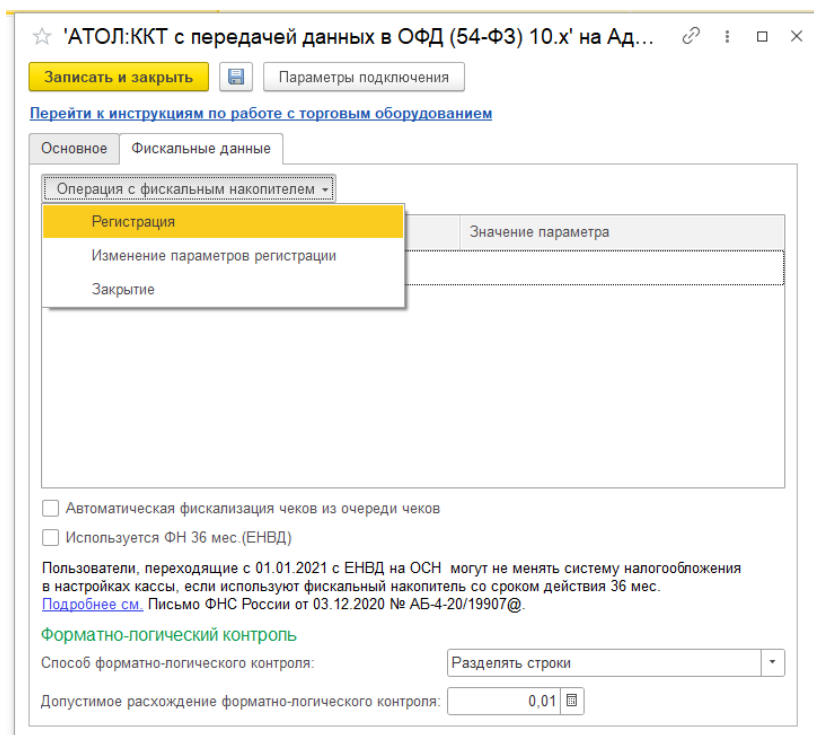 'АТОЛ:ККТ с передачей данных в ОФД (54-ФЗ) 10.x' на Ад...
Записать и закрыть
Параметры подключения
Перейти к инструкциям по работе с торговым оборудованием
Основное Фискальные данные
Операция с фискальным накопителем
Регистрация
Значение параметра
Изменение параметров регистрации
Закрытие
Автоматическая фискализация чеков из очереди чеков
Используется ФН 36 мес.(ЕНВД)
Пользователи, переходящие с 01.01.2021 с ЕНВД на ОСН могут не менять систему налогообложения
в настройках кассы, если используют фискальный накопитель со сроком действия 36 мес.
Подробнее см. Письмо ФНС России от 03.12.2020 № АБ-4-20/19907@.
Форматно-логический контроль
Способ форматно-логического контроля: Разделять строки
Допустимое расхождение форматно-логического контроля: 0,01